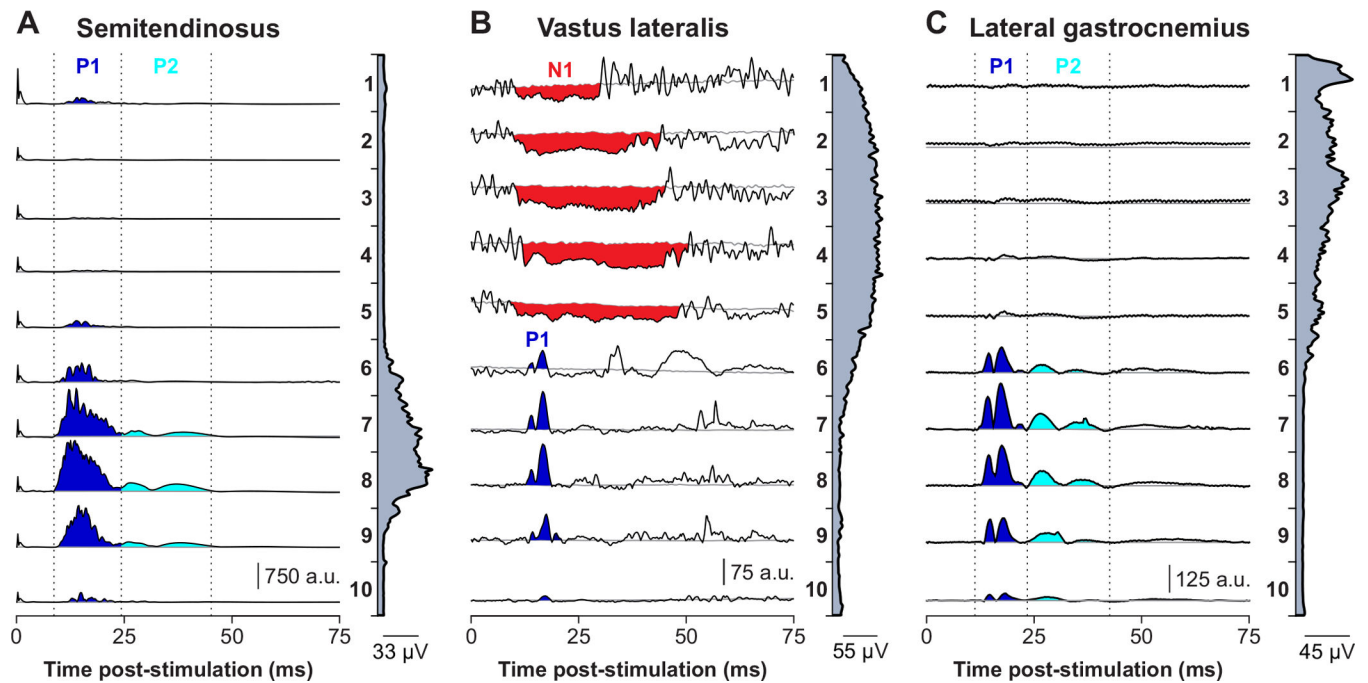 A Semitendinosus
P1 P2
1
2
3
4
5
6
7
8
9
10
750 a.u.
0 25 50 75
Time post-stimulation (ms)
33 µV
B Vastus lateralis
N1
P1
1
2
3
4
5
6
7
8
9
10
75 a.u.
0 25 50 75
Time post-stimulation (ms)
55 µV
C Lateral gastrocnemius
P1 P2
1
2
3
4
5
6
7
8
9
10
125 a.u.
0 25 50 75
Time post-stimulation (ms)
45 µV